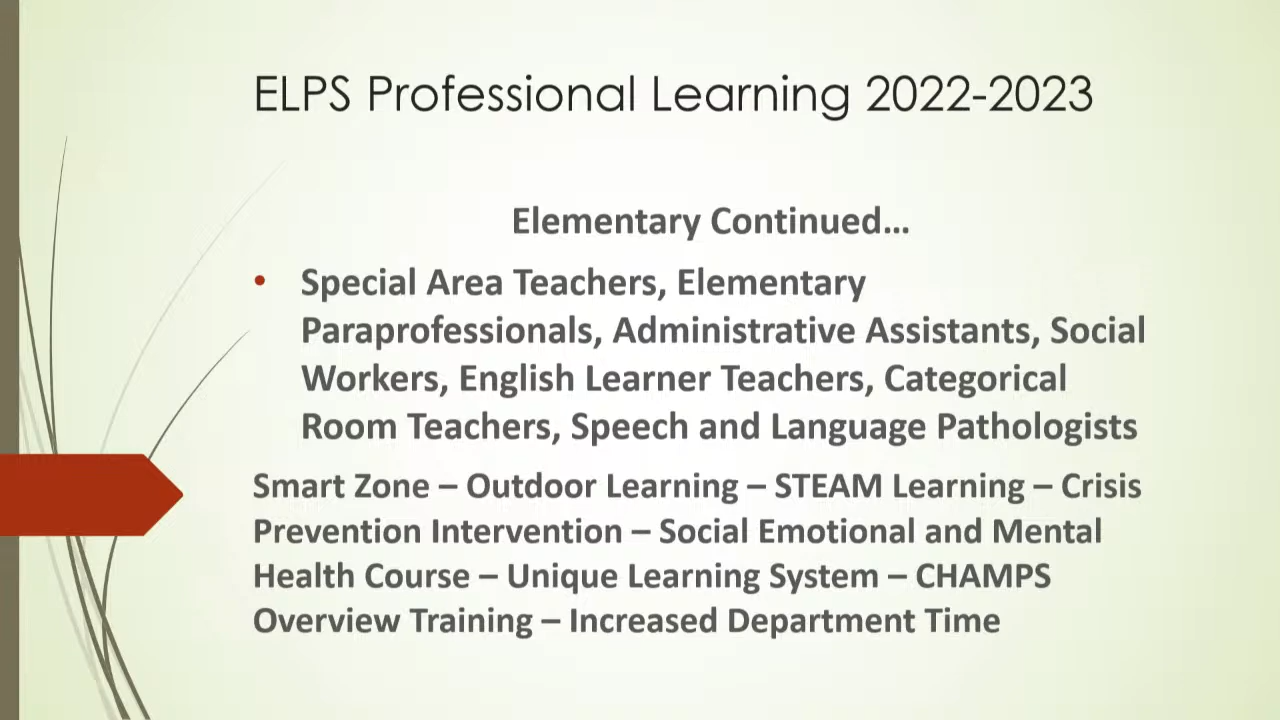 ELPS Professional Learning 2022-2023
Elementary Continued...
• Special Area Teachers, Elementary
Paraprofessionals, Administrative Assistants, Social
Workers, English Learner Teachers, Categorical
Room Teachers, Speech and Language Pathologists
Smart Zone – Outdoor Learning – STEAM Learning – Crisis
Prevention Intervention – Social Emotional and Mental
Health Course – Unique Learning System – CHAMPS
Overview Training – Increased Department Time